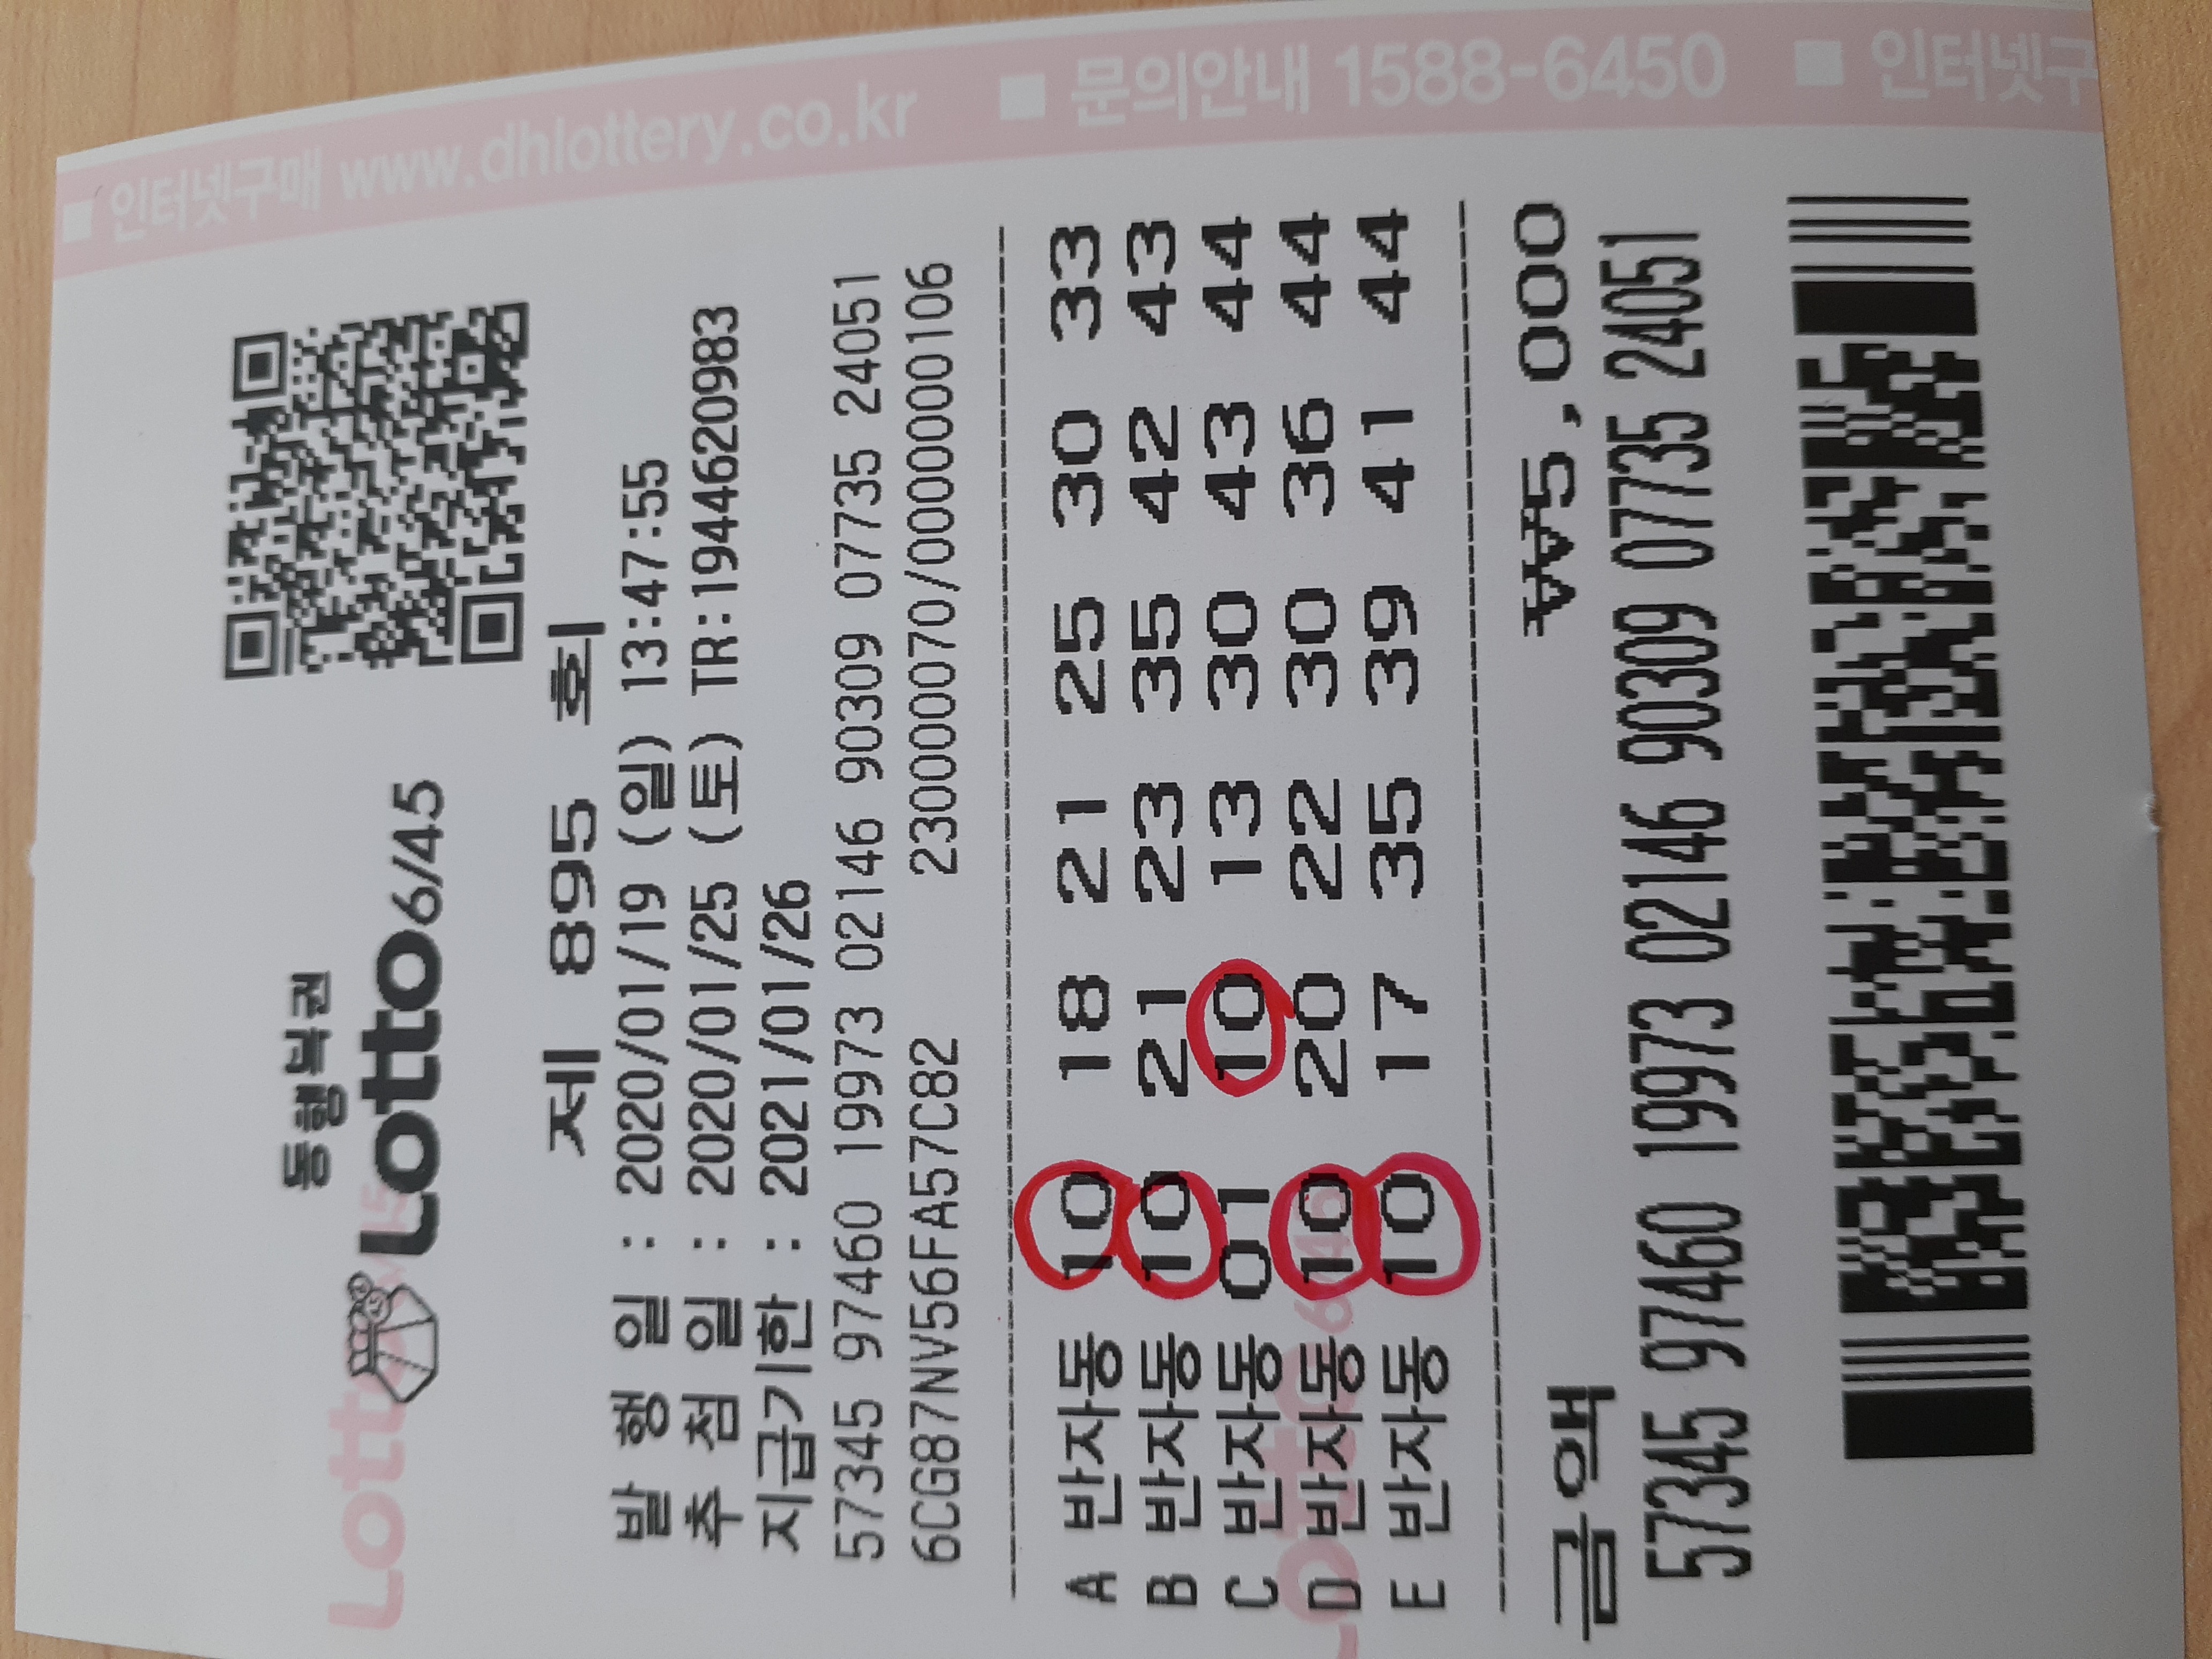 ■ 인터넷구매 www.dhlottery.co.kr ■ 문의안내 1588-6450 ■ 인터넷구
동행복권
Lotto6/45
제 895 회
발 행 일 : 2020/01/19 (일) 13:47:55
추 첨 일 : 2020/01/25 (토) TR:1944620983
지급기한 : 2021/01/26
57345 97460 19973 02146 90309 07735 24051
6CG87NV56FA57C82 23000070/0000000106
A 반자동 10 18 21 25 30 33
B 반자동 10 21 23 35 42 43
C 반자동 01 10 13 30 43 44
D 반자동 10 20 22 30 36 44
E 반자동 10 17 35 39 41 44
금액 ₩5,000
57345 97460 19973 02146 90309 07735 24051